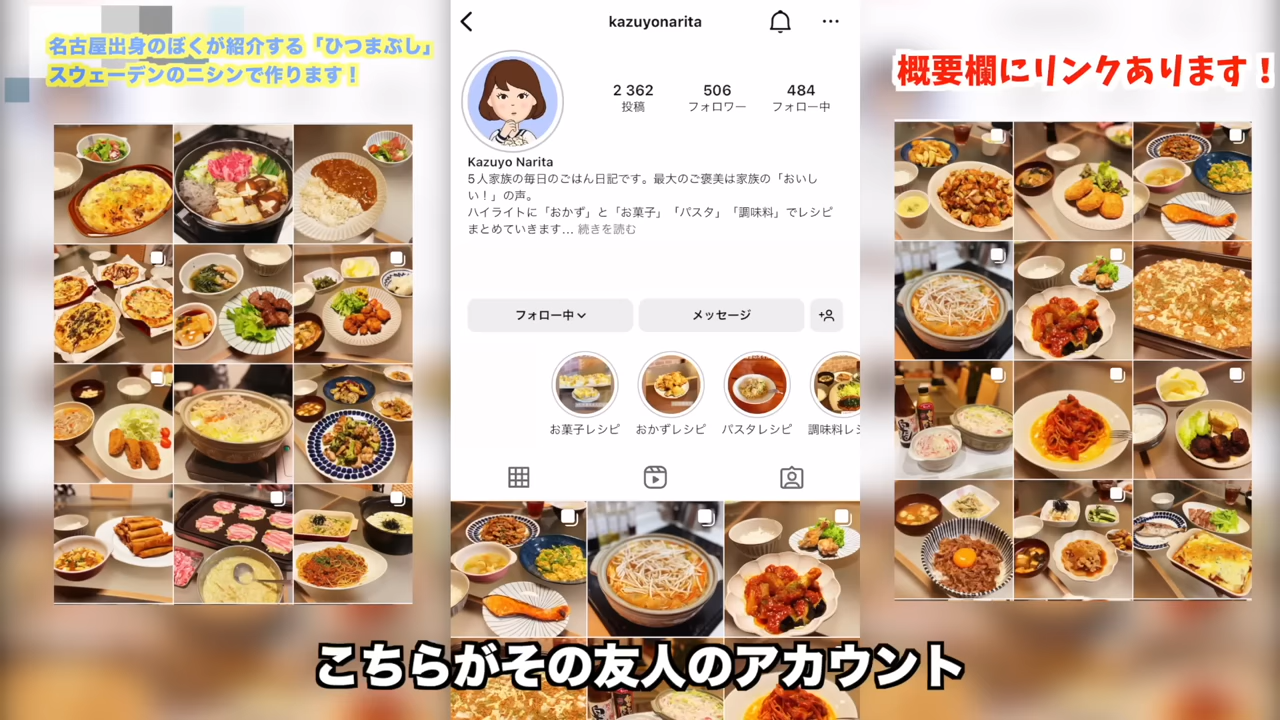 名古屋出身のぼくが紹介する「ひつまぶし」
スウェーデンのニシンで作ります！
概要欄にリンクあります！
kazuyonarita
2 362
投稿
506
フォロワー
484
フォロー中
Kazuyo Narita
5人家族の毎日のごはん日記です。最大のご褒美は家族の「おいし
い！」の声。
ハイライトに「おかず」と「お菓子」「パスタ」「調味料」でレシピ
まとめていきます... 続きを読む
フォロー中
メッセージ
お菓子レシピ
おかずレシピ
パスタレシピ
調味料レシ
こちらがその友人のアカウント